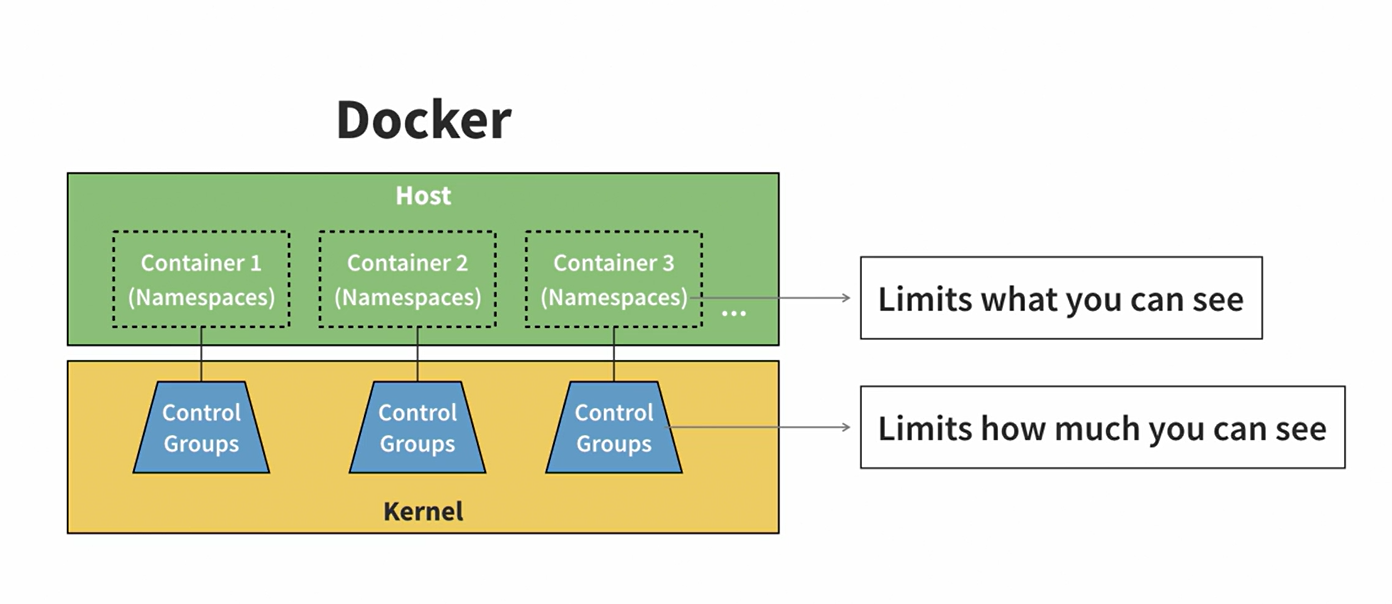 Docker
Host
Container 1
(Namespaces)
Container 2
(Namespaces)
Container 3
(Namespaces)
...
Limits what you can see
Control
Groups
Control
Groups
Control
Groups
Limits how much you can see
Kernel